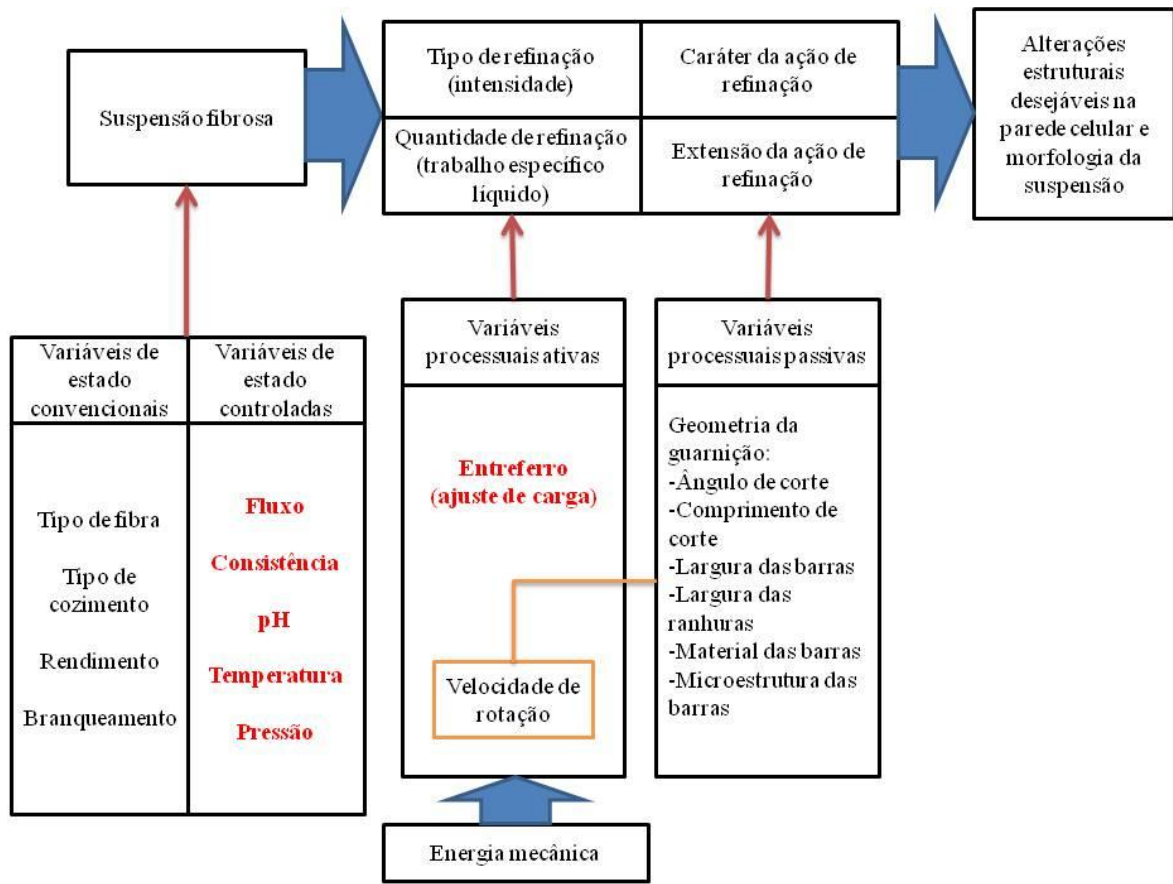 Suspensão fibrosa
Tipo de refinação
(intensidade)
Caráter da ação de
refinação
Quantidade de refinação
(trabalho específico
líquido)
Extensão da ação de
refinação
Alterações
estruturais
desejáveis na
parede celular e
morfologia da
suspensão
Variáveis de
estado
convencionais
Variáveis de
estado
controladas
Tipo de fibra
Tipo de
cozimento
Rendimento
Branqueamento
Fluxo
Consistência
pH
Temperatura
Pressão
Variáveis
processuais ativas
Entreferro
(ajuste de carga)
Velocidade de
rotação
Variáveis
processuais passivas
Geometria da
guarnição:
-Ângulo de corte
-Comprimento de
corte
-Largura das barras
-Largura das
ranhuras
-Material das barras
-Microestrutura das
barras
Energia mecânica